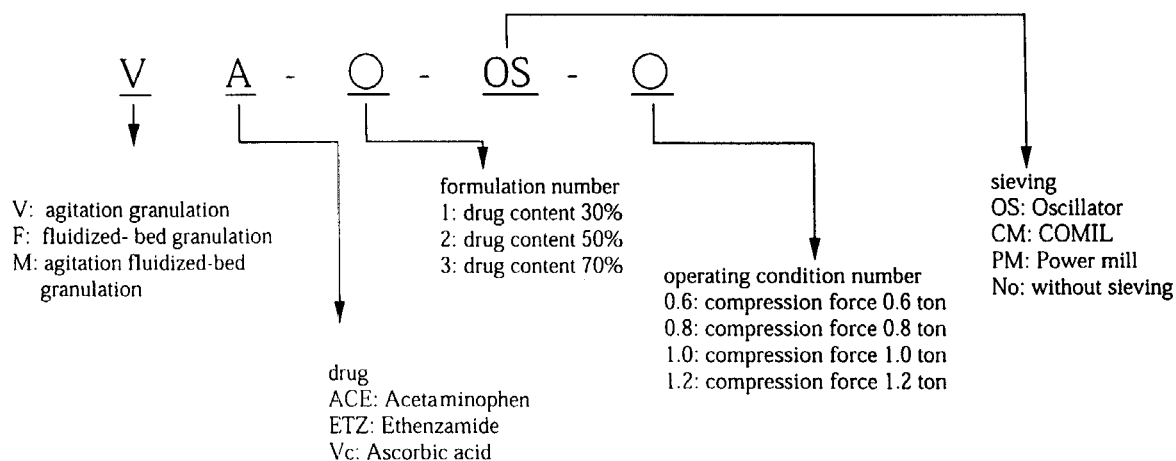 V A - ○ - OS - ○
V: agitation granulation
F: fluidized- bed granulation
M: agitation fluidized-bed
granulation
drug
ACE: Acetaminophen
ETZ: Ethenzamide
Vc: Ascorbic acid
formulation number
1: drug content 30%
2: drug content 50%
3: drug content 70%
operating condition number
0.6: compression force 0.6 ton
0.8: compression force 0.8 ton
1.0: compression force 1.0 ton
1.2: compression force 1.2 ton
sieving
OS: Oscillator
CM: COMIL
PM: Power mill
No: without sieving